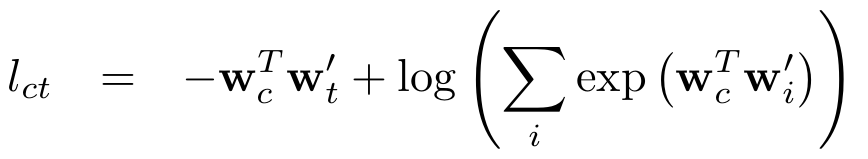 $l_{ct} = -\mathbf{w}_c^T \mathbf{w}_t' + \log \left( \sum_i \exp \left( \mathbf{w}_c^T \mathbf{w}_i' \right) \right)$